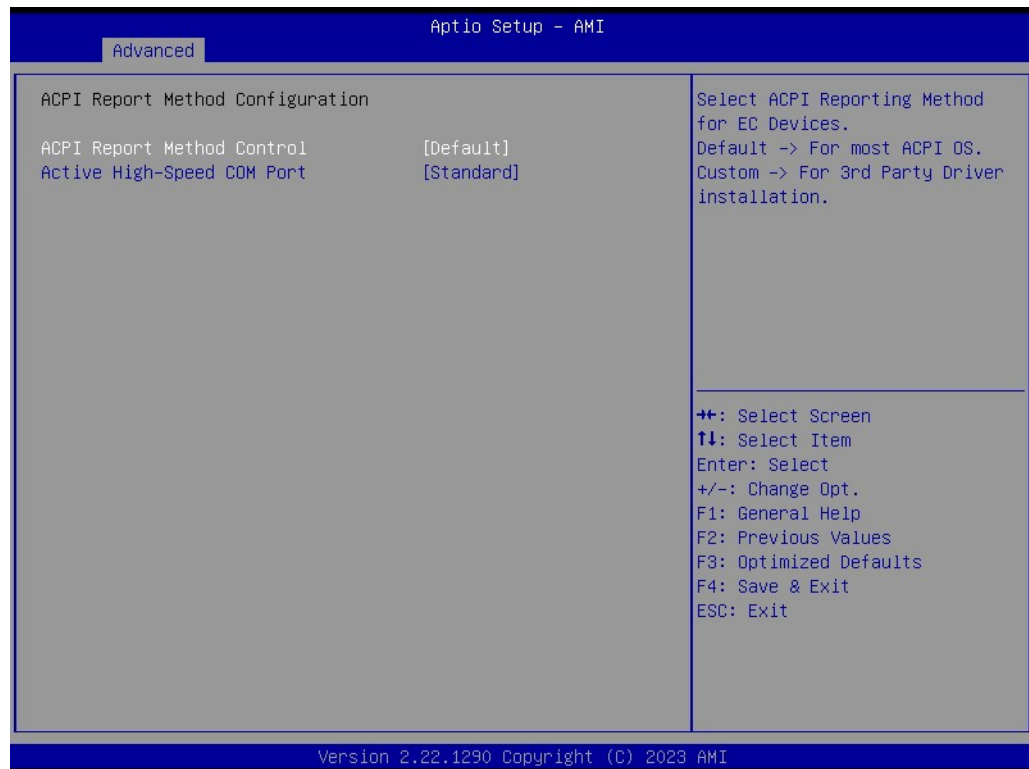 Aptio Setup – AMI
Advanced
ACPI Report Method Configuration
ACPI Report Method Control [Default]
Active High-Speed COM Port [Standard]
Select ACPI Reporting Method
for EC Devices.
Default -> For most ACPI OS.
Custom -> For 3rd Party Driver
installation.
→←: Select Screen
↑↓: Select Item
Enter: Select
+/-: Change Opt.
F1: General Help
F2: Previous Values
F3: Optimized Defaults
F4: Save & Exit
ESC: Exit
Version 2.22.1290 Copyright (C) 2023 AMI